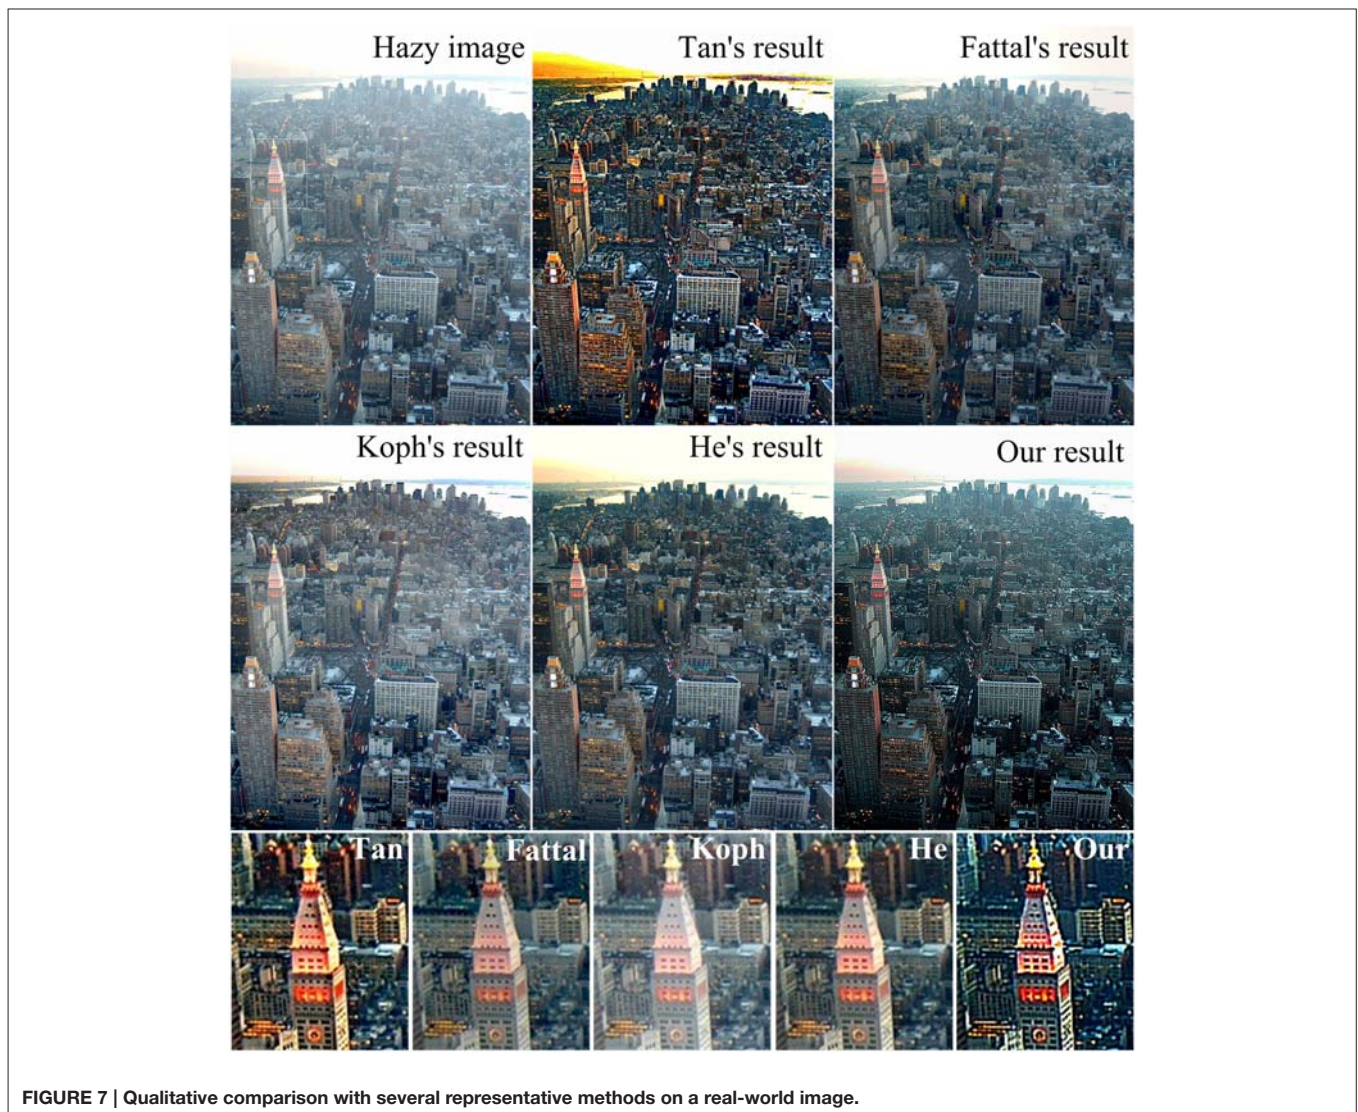 Hazy image
Tan's result
Fattal's result
Koph's result
He's result
Our result
Tan
Fattal
Koph
He
Our
FIGURE 7 | Qualitative comparison with several representative methods on a real-world image.